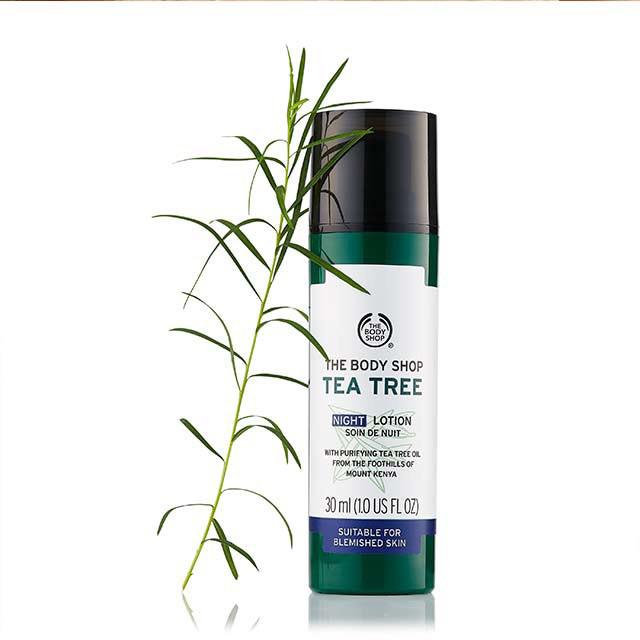 THE
BODY
SHOP
®
THE BODY SHOP
TEA TREE
NIGHT LOTION
SOIN DE NUIT
WITH PURIFYING TEA TREE OIL
FROM THE FOOTHILLS OF
MOUNT KENYA
30 ml (1.0 US FL OZ)
SUITABLE FOR
BLEMISHED SKIN